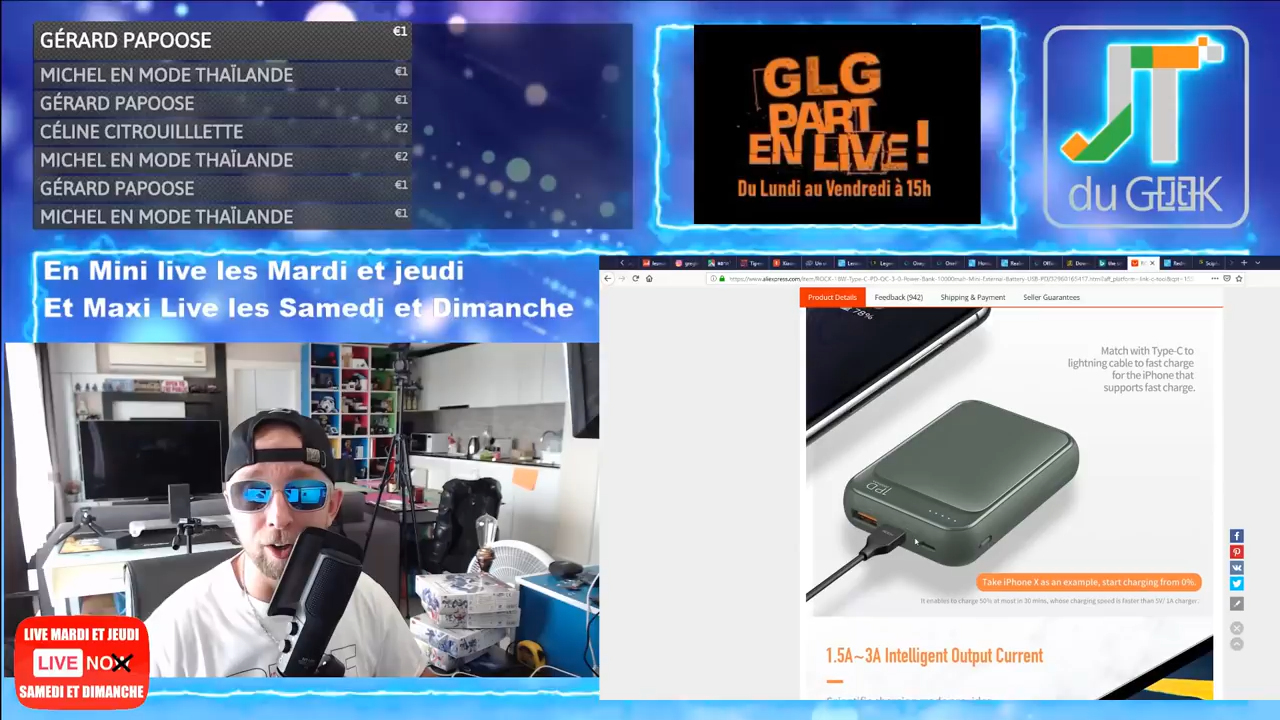 GÉRARD PAPOOSE €1
MICHEL EN MODE THAÏLANDE €1
GÉRARD PAPOOSE €1
CÉLINE CITROUILLLETTE €2
MICHEL EN MODE THAÏLANDE €2
GÉRARD PAPOOSE €1
MICHEL EN MODE THAÏLANDE €1
GLG
PART
EN LIVE!
Du Lundi au Vendredi à 15h
JT
du GEEK
En Mini live les Mardi et jeudi
Et Maxi Live les Samedi et Dimanche
Product Details Feedback (942) Shipping & Payment Seller Guarantees
78%
Match with Type-C to
lightning cable to fast charge
for the iPhone that
supports fast charge.
PD
Take iPhone X as an example, start charging from 0%.
It enables to charge 50% at most in 30 mins, whose charging speed is faster than 5V/ 1A charger.
1.5A~3A Intelligent Output Current
LIVE MARDI ET JEUDI
LIVE NOW
SAMEDI ET DIMANCHE